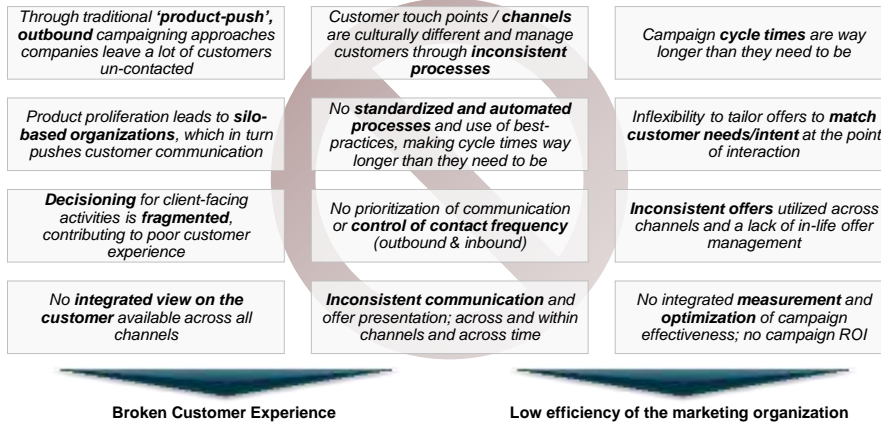 Through traditional ‘product-push’,
outbound campaigning approaches
companies leave a lot of customers
un-contacted
Customer touch points / channels
are culturally different and manage
customers through inconsistent
processes
Campaign cycle times are way
longer than they need to be
Product proliferation leads to silo-
based organizations, which in turn
pushes customer communication
No standardized and automated
processes and use of best-
practices, making cycle times way
longer than they need to be
Inflexibility to tailor offers to match
customer needs/intent at the point
of interaction
Decisioning for client-facing
activities is fragmented,
contributing to poor customer
experience
No prioritization of communication
or control of contact frequency
(outbound & inbound)
Inconsistent offers utilized across
channels and a lack of in-life offer
management
No integrated view on the
customer available across all
channels
Inconsistent communication and
offer presentation; across and within
channels and across time
No integrated measurement and
optimization of campaign
effectiveness; no campaign ROI
Broken Customer Experience
Low efficiency of the marketing organization